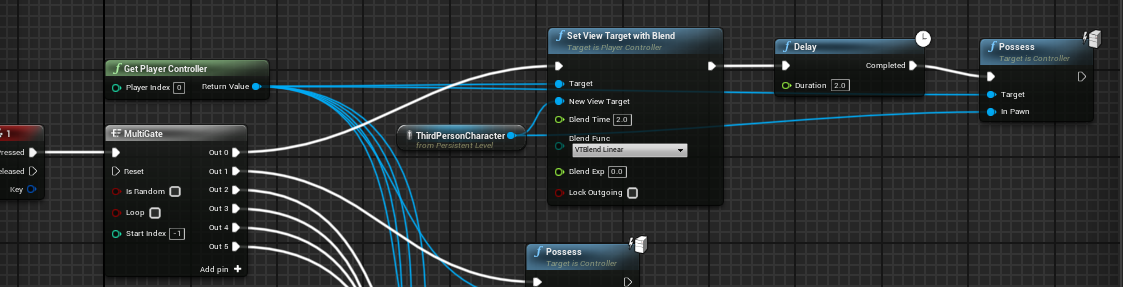 Get Player Controller
Player Index 0
Return Value
1
Pressed
Key
MultiGate
Out 0
Reset
Out 1
Is Random
Out 2
Loop
Out 3
Start Index -1
Out 4
Out 5
Add pin +
ThirdPersonCharacter
from Persistent Level
Set View Target with Blend
Target is Player Controller
Target
New View Target
Blend Time 2.0
Blend Func
VTBlend Linear
Blend Exp 0.0
Lock Outgoing
Delay
Completed
Duration 2.0
Possess
Target is Controller
Target
In Pawn
Possess
Target is Controller